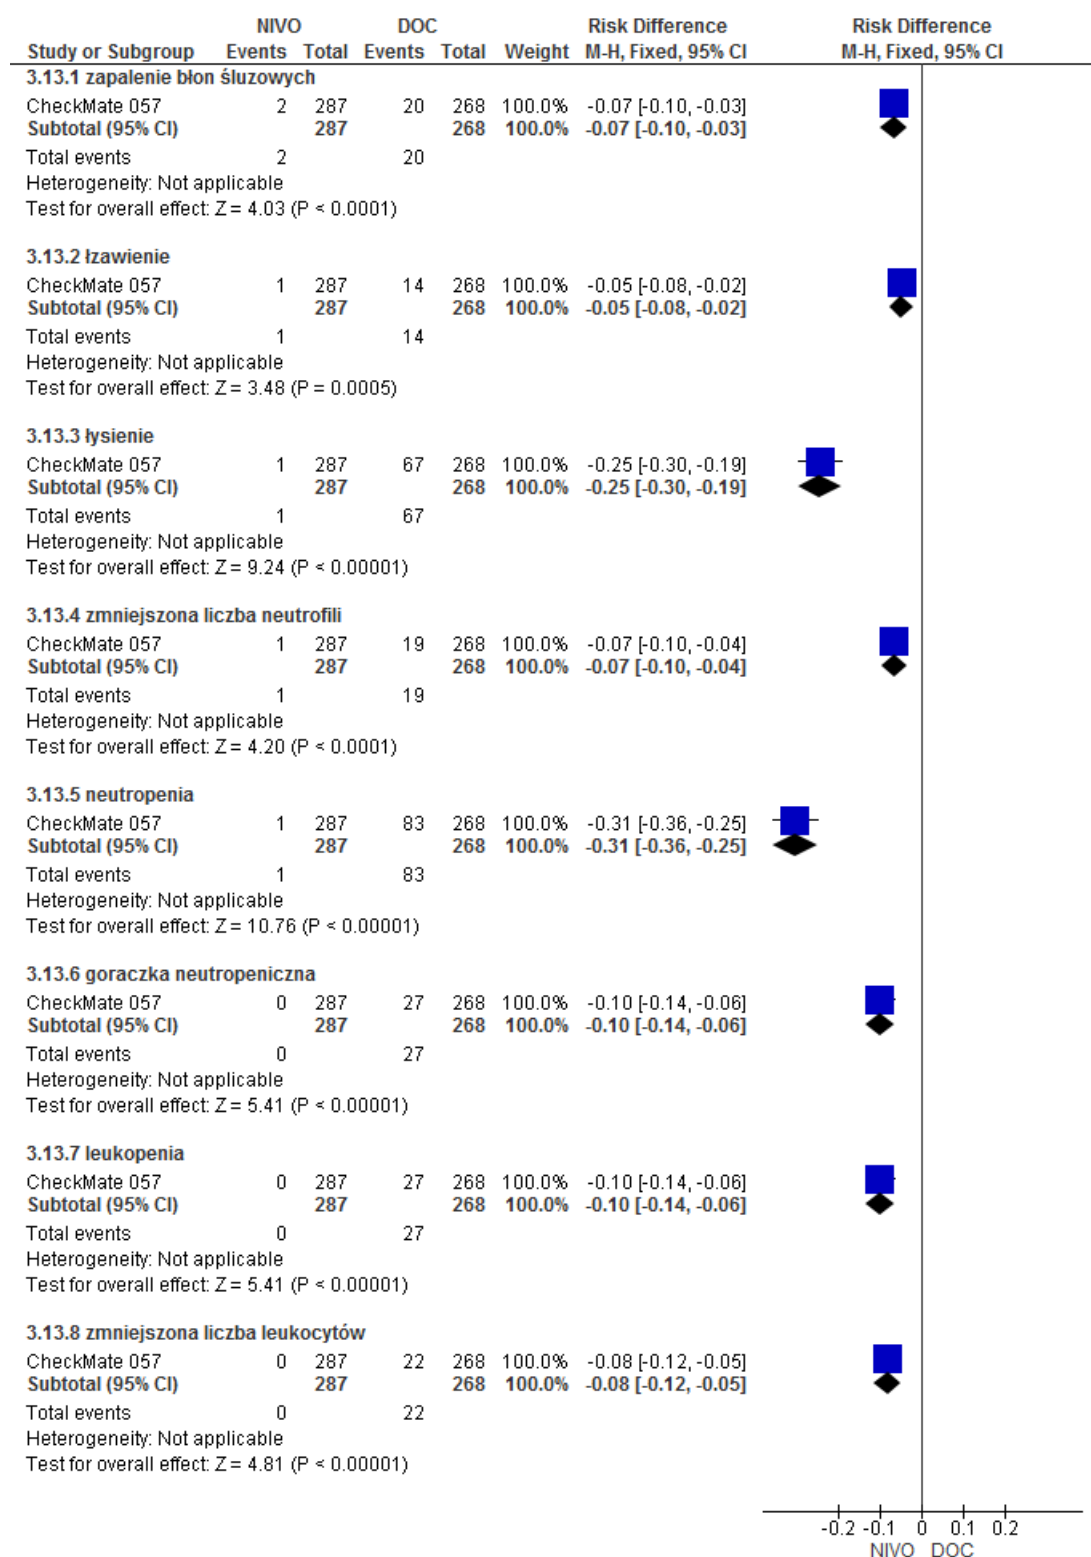 NIVO DOC Risk Difference Risk Difference
Study or Subgroup Events Total Events Total Weight M-H, Fixed, 95% CI M-H, Fixed, 95% CI
3.13.1 zapalenie błon śluzowych
CheckMate 057 2 287 20 268 100.0% -0.07 [-0.10, -0.03]
Subtotal (95% CI) 287 268 100.0% -0.07 [-0.10, -0.03]
Total events 2 20
Heterogeneity: Not applicable
Test for overall effect: Z = 4.03 (P < 0.0001)
3.13.2 łzawienie
CheckMate 057 1 287 14 268 100.0% -0.05 [-0.08, -0.02]
Subtotal (95% CI) 287 268 100.0% -0.05 [-0.08, -0.02]
Total events 1 14
Heterogeneity: Not applicable
Test for overall effect: Z = 3.48 (P = 0.0005)
3.13.3 łysienie
CheckMate 057 1 287 67 268 100.0% -0.25 [-0.30, -0.19]
Subtotal (95% CI) 287 268 100.0% -0.25 [-0.30, -0.19]
Total events 1 67
Heterogeneity: Not applicable
Test for overall effect: Z = 9.24 (P < 0.00001)
3.13.4 zmniejszona liczba neutrofili
CheckMate 057 1 287 19 268 100.0% -0.07 [-0.10, -0.04]
Subtotal (95% CI) 287 268 100.0% -0.07 [-0.10, -0.04]
Total events 1 19
Heterogeneity: Not applicable
Test for overall effect: Z = 4.20 (P < 0.0001)
3.13.5 neutropenia
CheckMate 057 1 287 83 268 100.0% -0.31 [-0.36, -0.25]
Subtotal (95% CI) 287 268 100.0% -0.31 [-0.36, -0.25]
Total events 1 83
Heterogeneity: Not applicable
Test for overall effect: Z = 10.76 (P < 0.00001)
3.13.6 goraczka neutropeniczna
CheckMate 057 0 287 27 268 100.0% -0.10 [-0.14, -0.06]
Subtotal (95% CI) 287 268 100.0% -0.10 [-0.14, -0.06]
Total events 0 27
Heterogeneity: Not applicable
Test for overall effect: Z = 5.41 (P < 0.00001)
3.13.7 leukopenia
CheckMate 057 0 287 27 268 100.0% -0.10 [-0.14, -0.06]
Subtotal (95% CI) 287 268 100.0% -0.10 [-0.14, -0.06]
Total events 0 27
Heterogeneity: Not applicable
Test for overall effect: Z = 5.41 (P < 0.00001)
3.13.8 zmniejszona liczba leukocytów
CheckMate 057 0 287 22 268 100.0% -0.08 [-0.12, -0.05]
Subtotal (95% CI) 287 268 100.0% -0.08 [-0.12, -0.05]
Total events 0 22
Heterogeneity: Not applicable
Test for overall effect: Z = 4.81 (P < 0.00001)
-0.2 -0.1 0 0.1 0.2
NIVO DOC